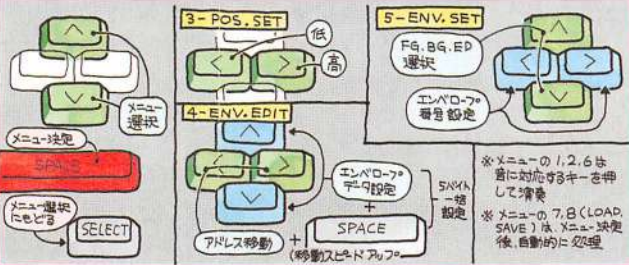 メニュー
選択
メニュー決定
SPACE
メニュー選択
にもどる
SELECT
3-POS.SET
低
高
4-ENV.EDIT
エンベロープ
データ設定
5バイト
一括
設定
+
SPACE
アドレス移動
+
(移動スピードアップ
5-ENV.SET
FG.BG.ED
選択
エンベロープ
番号設定
※メニューの1,2,6は
音に対応するキーを押
して演奏
※メニューの7,8(LOAD,
SAVE)は、メニュー決定
後、自動的に処理